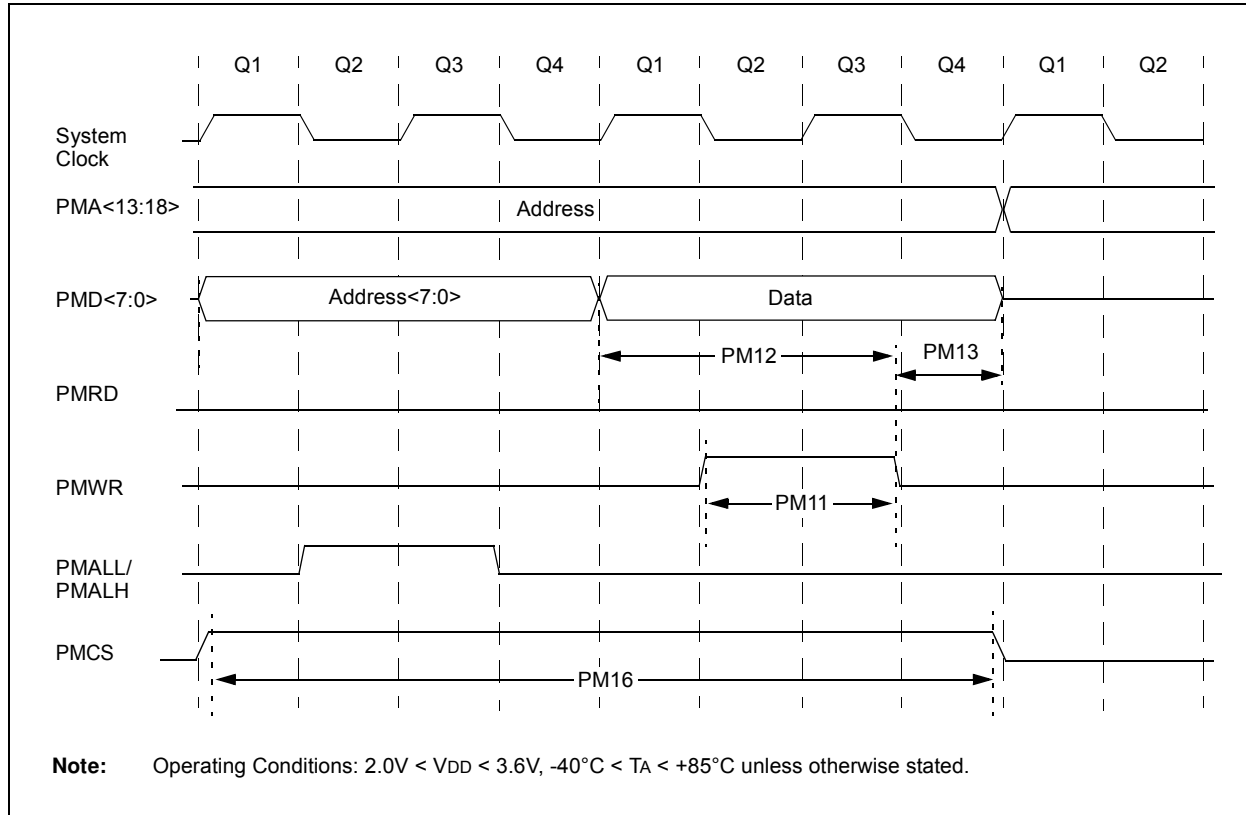 Q1 Q2 Q3 Q4 Q1 Q2 Q3 Q4 Q1 Q2
System
Clock
PMA<13:18>
Address
PMD<7:0>
Address<7:0>
Data
PM12
PM13
PMRD
PMWR
PM11
PMALL/
PMALH
PMCS
PM16
Note: Operating Conditions: 2.0V < VDD < 3.6V, -40°C < TA < +85°C unless otherwise stated.